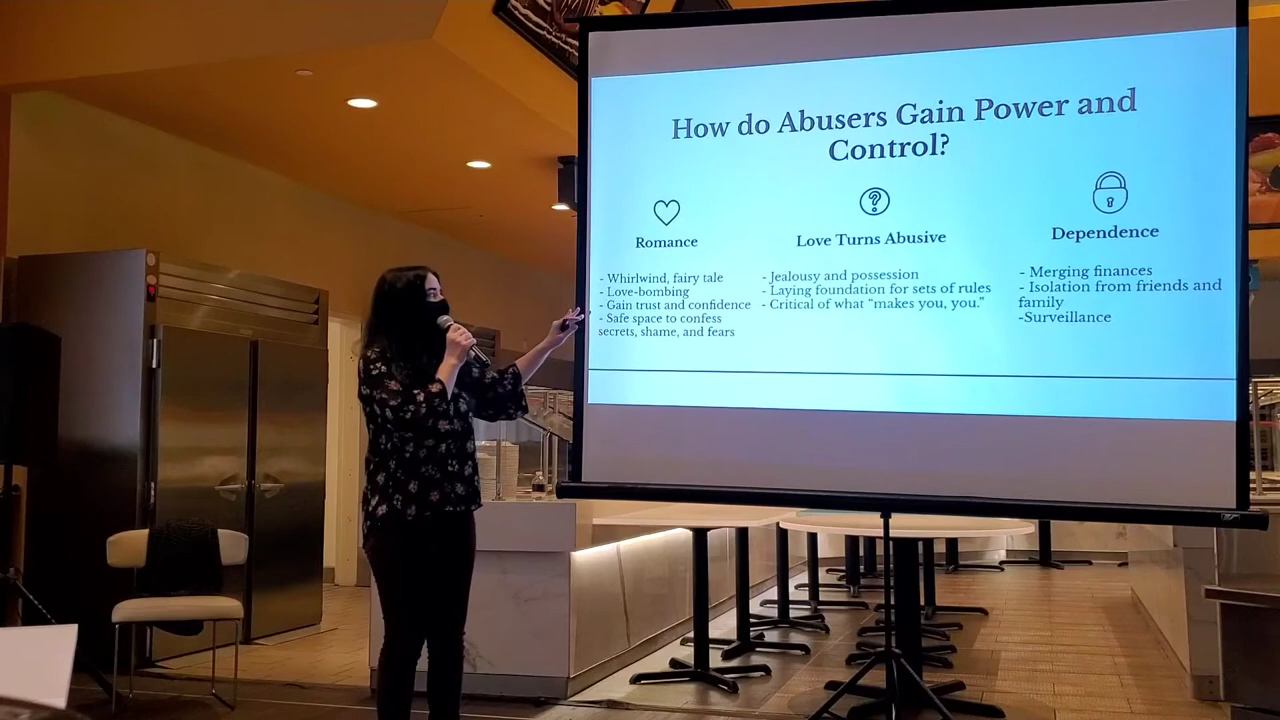 How do Abusers Gain Power and
Control?
Romance
- Whirlwind, fairy tale
- Love-bombing
- Gain trust and confidence
- Safe space to confess
secrets, shame, and fears
Love Turns Abusive
- Jealousy and possession
- Laying foundation for sets of rules
- Critical of what “makes you, you.”
Dependence
- Merging finances
- Isolation from friends and
family
-Surveillance